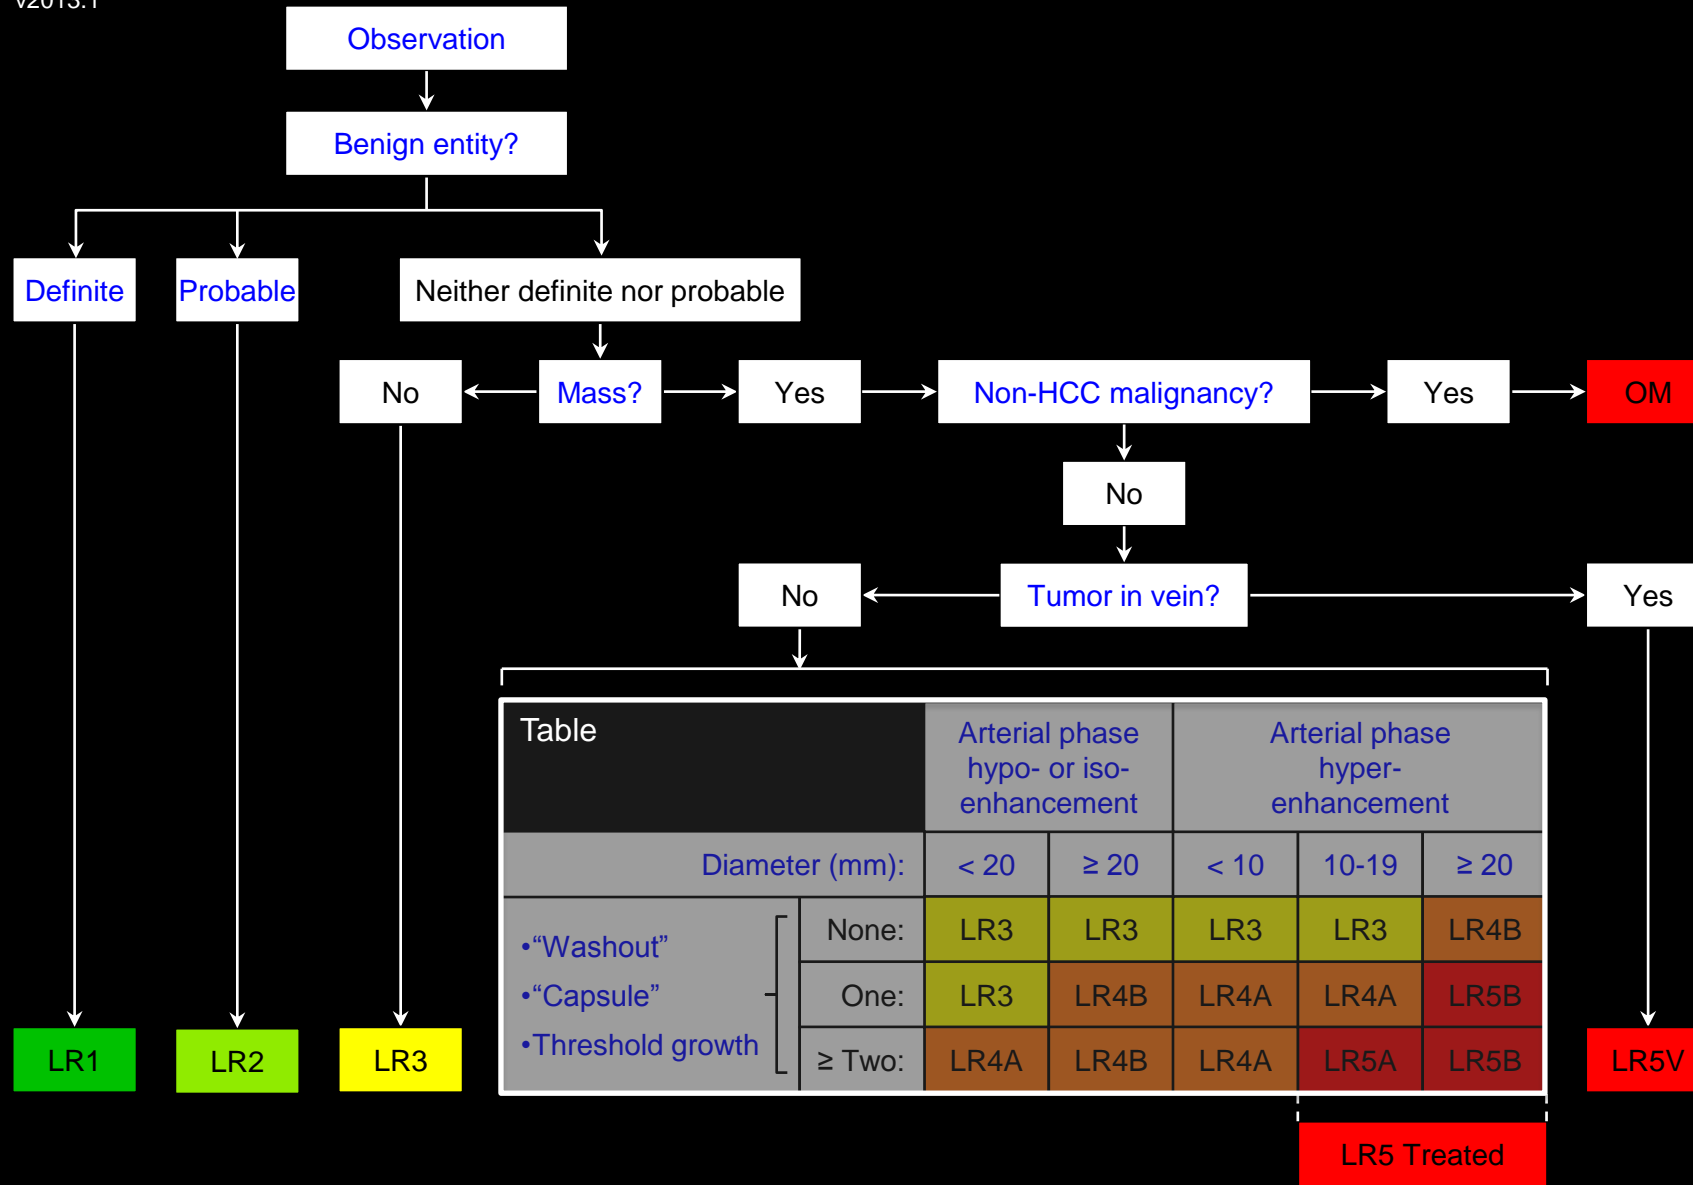 v2013.1
Observation
Benign entity?
Definite
Probable
Neither definite nor probable
No
Mass?
Yes
Non-HCC malignancy?
Yes
OM
No
No
Tumor in vein?
Yes
Table
Arterial phase
hypo- or iso-
enhancement
Arterial phase
hyper-
enhancement
Diameter (mm):
< 20
≥ 20
< 10
10-19
≥ 20
•“Washout”
•“Capsule”
•Threshold growth
None:
LR3
LR3
LR3
LR3
LR4B
One:
LR3
LR4B
LR4A
LR4A
LR5B
≥ Two:
LR4A
LR4B
LR4A
LR5A
LR5B
LR1
LR2
LR3
LR5V
LR5 Treated